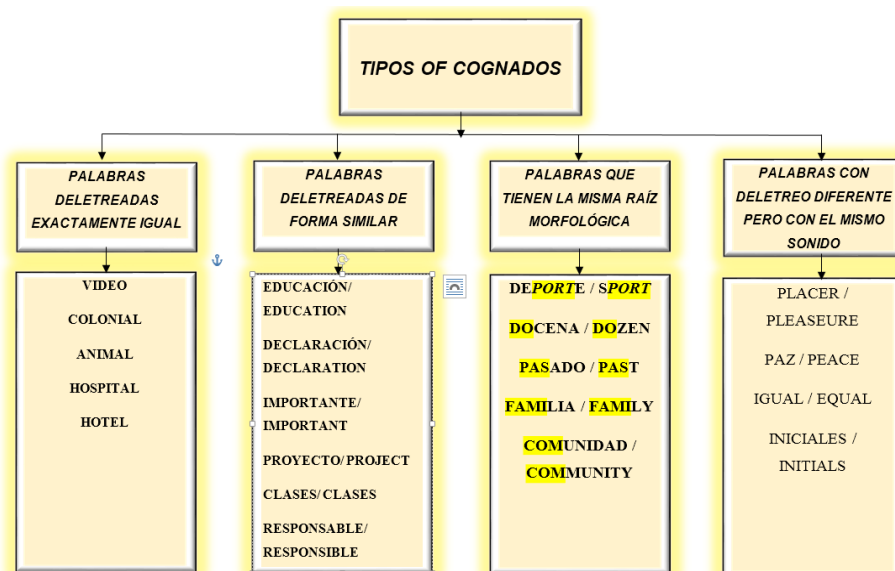 TIPOS OF COGNADOS
PALABRAS
DELETREADAS
EXACTAMENTE IGUAL
VIDEO
COLONIAL
ANIMAL
HOSPITAL
HOTEL
PALABRAS
DELETREADAS DE
FORMA SIMILAR
EDUCACIÓN/
EDUCATION
DECLARACIÓN/
DECLARATION
IMPORTANTE/
IMPORTANT
PROYECTO/ PROJECT
CLASES/ CLASES
RESPONSABLE/
RESPONSIBLE
PALABRAS QUE
TIENEN LA MISMA RAÍZ
MORFOLÓGICA
DEPORTE / SPORT
DOCENA / DOZEN
PASADO / PAST
FAMILIA / FAMILY
COMUNIDAD /
COMMUNITY
PALABRAS CON
DELETREO DIFERENTE
PERO CON EL MISMO
SONIDO
PLACER /
PLEASEURE
PAZ / PEACE
IGUAL / EQUAL
INICIALES /
INITIALS